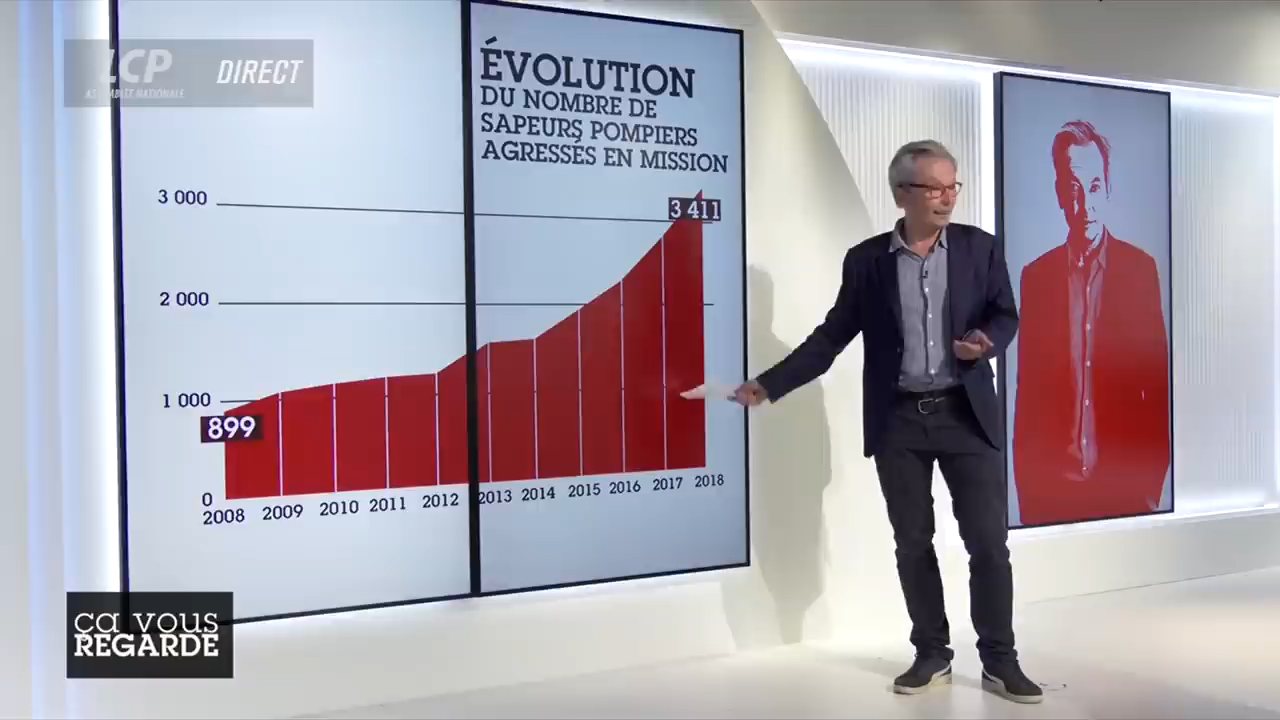 LCP
ASSEMBLÉE NATIONALE
DIRECT
ÉVOLUTION
DU NOMBRE DE
SAPEURS POMPIERS
AGRESSÉS EN MISSION
3 000
3 411
2 000
1 000
899
0
2008 2009 2010 2011 2012 2013 2014 2015 2016 2017 2018
ça vous
REGARDE